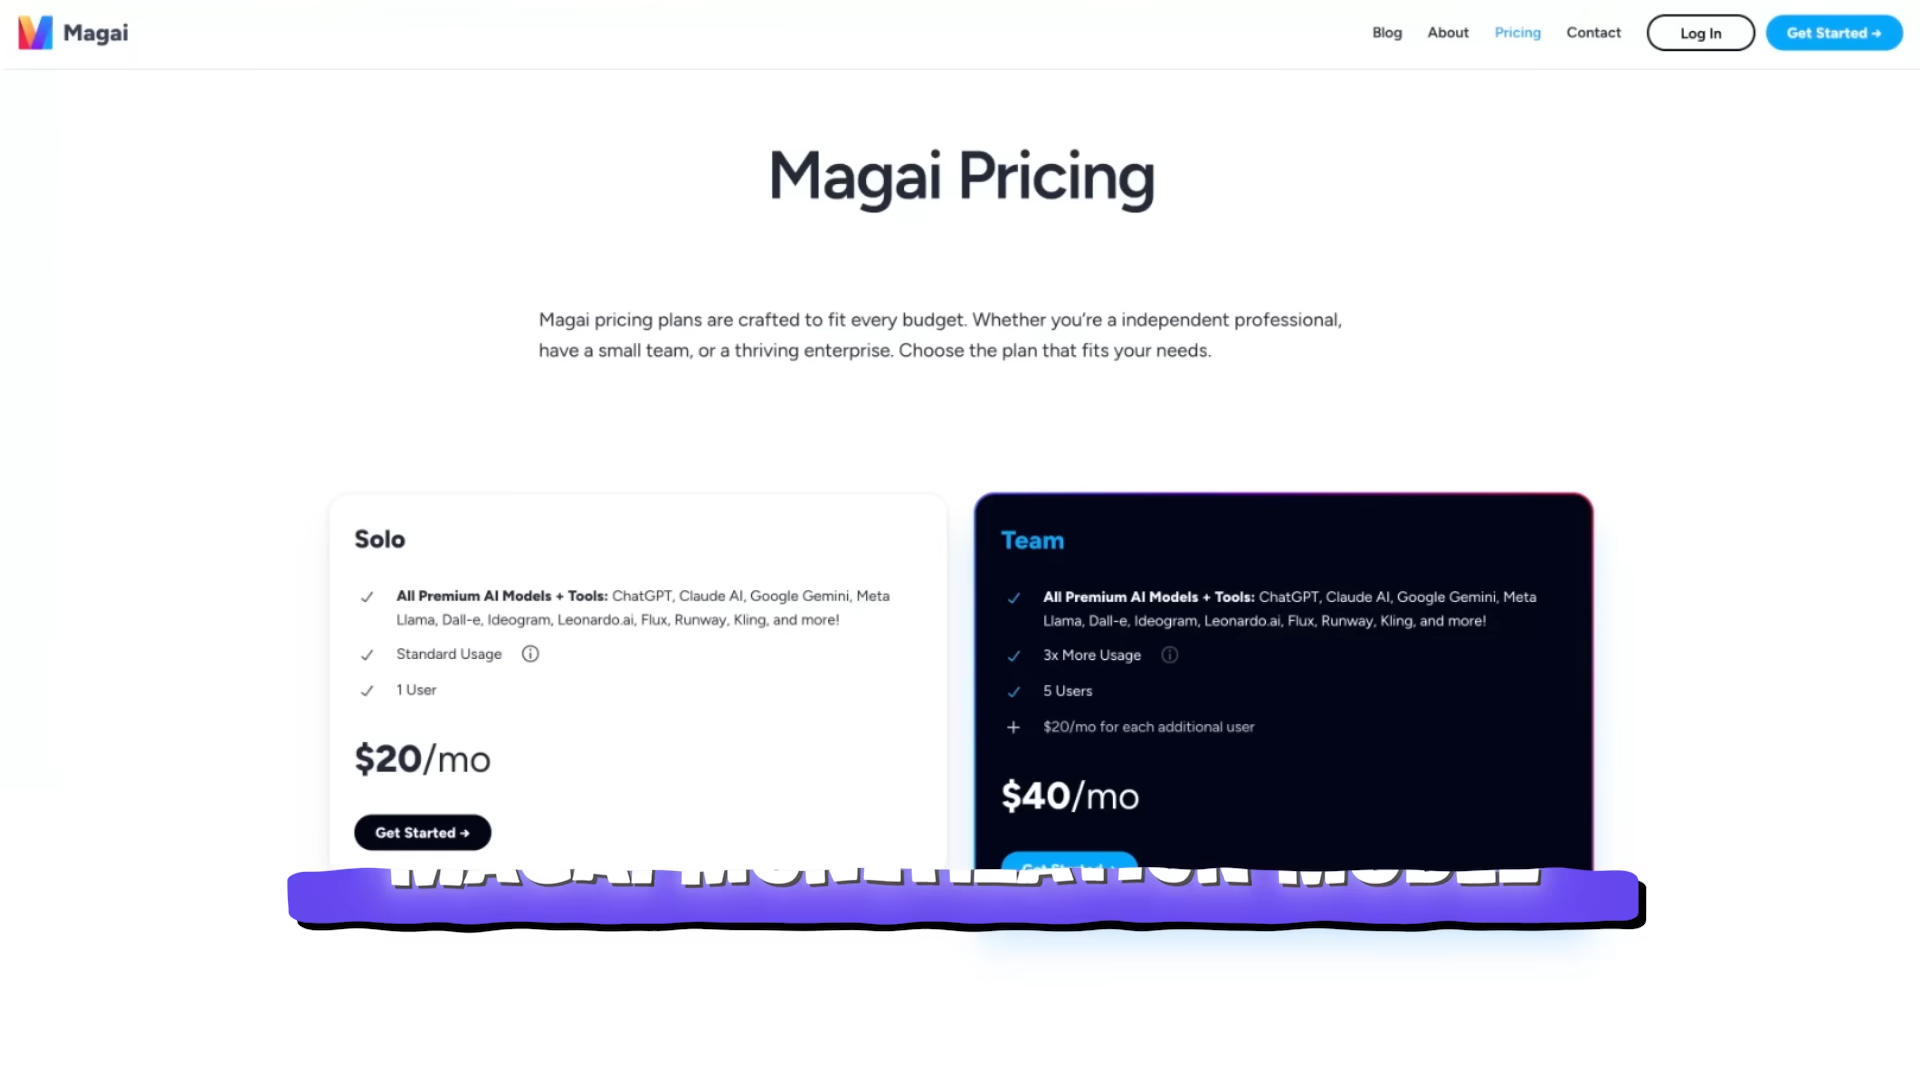 Magai
Blog About Pricing Contact Log In Get Started →
Magai Pricing
Magai pricing plans are crafted to fit every budget. Whether you're a independent professional,
have a small team, or a thriving enterprise. Choose the plan that fits your needs.
Solo
All Premium AI Models + Tools: ChatGPT, Claude AI, Google Gemini, Meta
Llama, Dall-e, Ideogram, Leonardo.ai, Flux, Runway, Kling, and more!
Standard Usage
1 User
$20/mo
Get Started →
Team
All Premium AI Models + Tools: ChatGPT, Claude AI, Google Gemini, Meta
Llama, Dall-e, Ideogram, Leonardo.ai, Flux, Runway, Kling, and more!
3x More Usage
5 Users
$20/mo for each additional user
$40/mo
Get Started →
MAGAI MONETIZATION MODEL